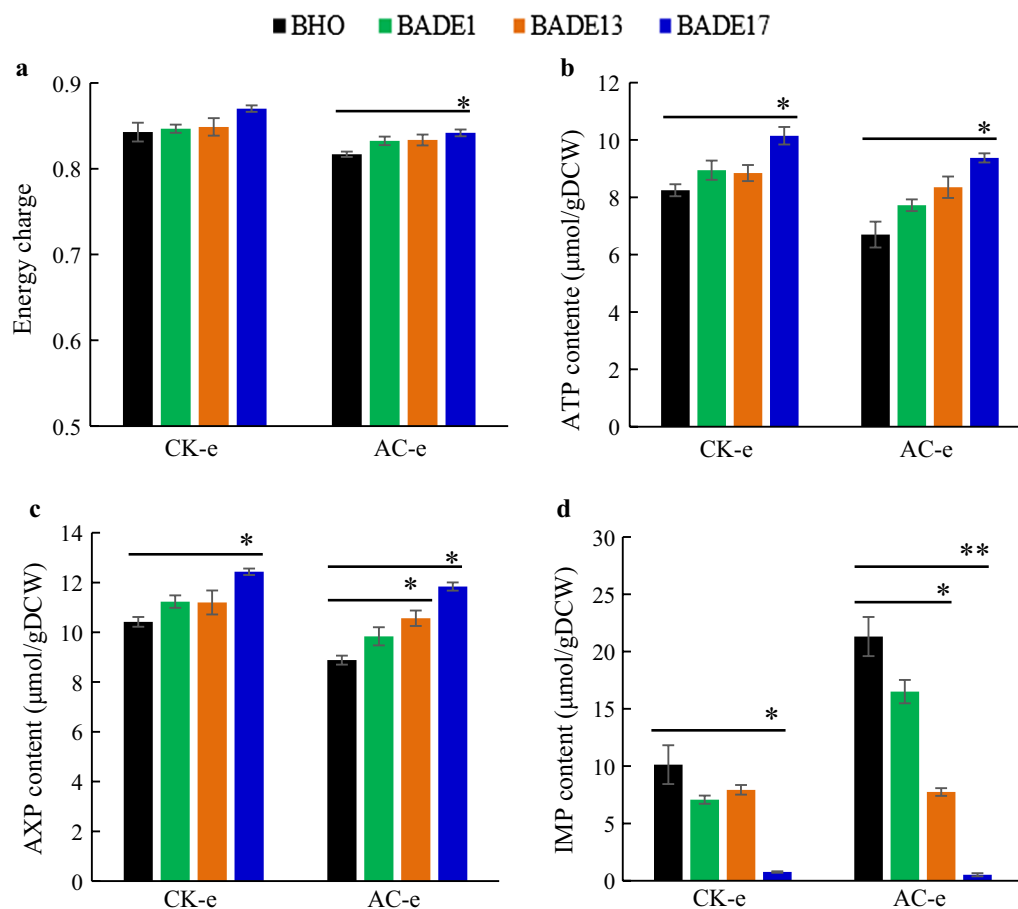 BHO BADE1 BADE13 BADE17
a
Energy charge
0.9
0.8
0.7
0.6
0.5
*
CK-e AC-e
b
ATP contente (μmol/gDCW)
12
10
8
6
4
2
0
*
*
CK-e AC-e
c
AXP content (μmol/gDCW)
14
12
10
8
6
4
2
0
*
*
*
CK-e AC-e
d
IMP content (μmol/gDCW)
30
25
20
15
10
5
0
*
**
*
CK-e AC-e